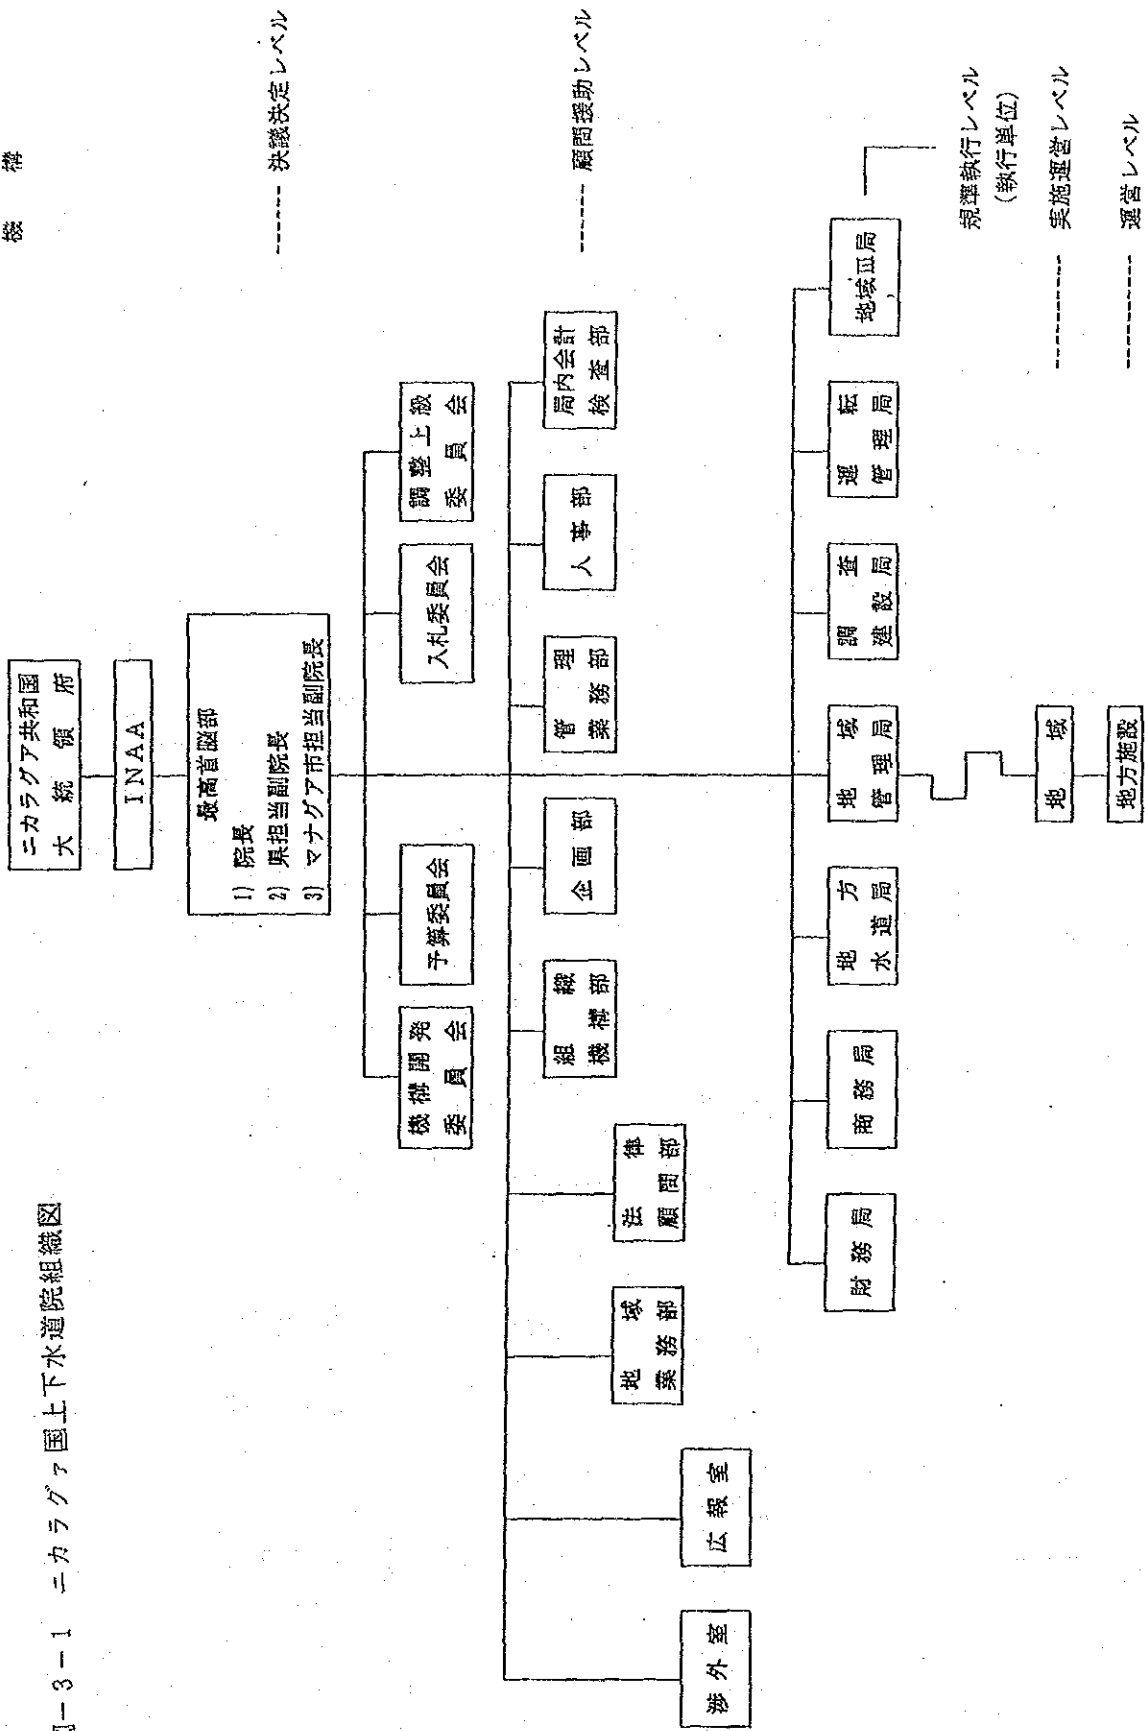 -3-1 ニカラグァ国上下水道院組織図
機 構
ニカラグア共和国
大 統 領 府
INAA
最高首脳部
1) 院長
2) 県担当副院長
3) マナグア市担当副院長
------ 決議決定レベル
機構開発
委 員 会
予算委員会
入札委員会
調整上級
委 員 会
------ 顧問援助レベル
渉外室
広報室
地 域
業務部
法 律
顧問部
組 織
機構部
企画部
管 理
業務部
人事部
局内会計
検 査 部
財務局
商務局
地 方
水道局
地 域
管理局
調 査
建設局
運 転
管理局
地域Ⅲ局
規準執行レベル
(執行単位)
地 域
---------- 実施運営レベル
地方施設
---------- 運営レベル